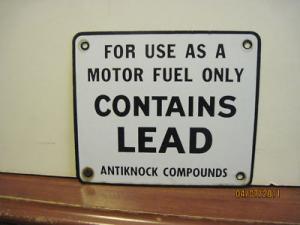 FOR USE AS A
MOTOR FUEL ONLY
CONTAINS
LEAD
ANTIKNOCK COMPOUNDS